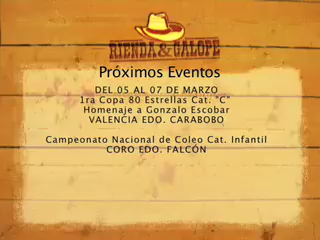 RIENDA&GALOPE
Próximos Eventos
DEL 05 AL 07 DE MARZO
1ra Copa 80 Estrellas Cat. "C"
Homenaje a Gonzalo Escobar
VALENCIA EDO. CARABOBO
Campeonato Nacional de Coleo Cat. Infantil
CORO EDO. FALCÓN